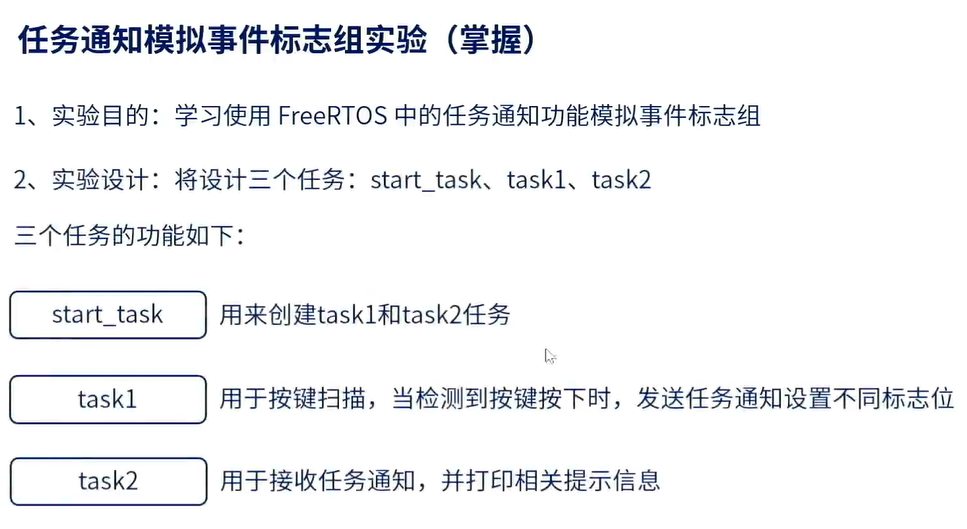 任务通知模拟事件标志组实验（掌握）
1、实验目的：学习使用 FreeRTOS 中的任务通知功能模拟事件标志组
2、实验设计：将设计三个任务：start_task、task1、task2
三个任务的功能如下：
start_task 用来创建task1和task2任务
task1 用于按键扫描，当检测到按键按下时，发送任务通知设置不同标志位
task2 用于接收任务通知，并打印相关提示信息